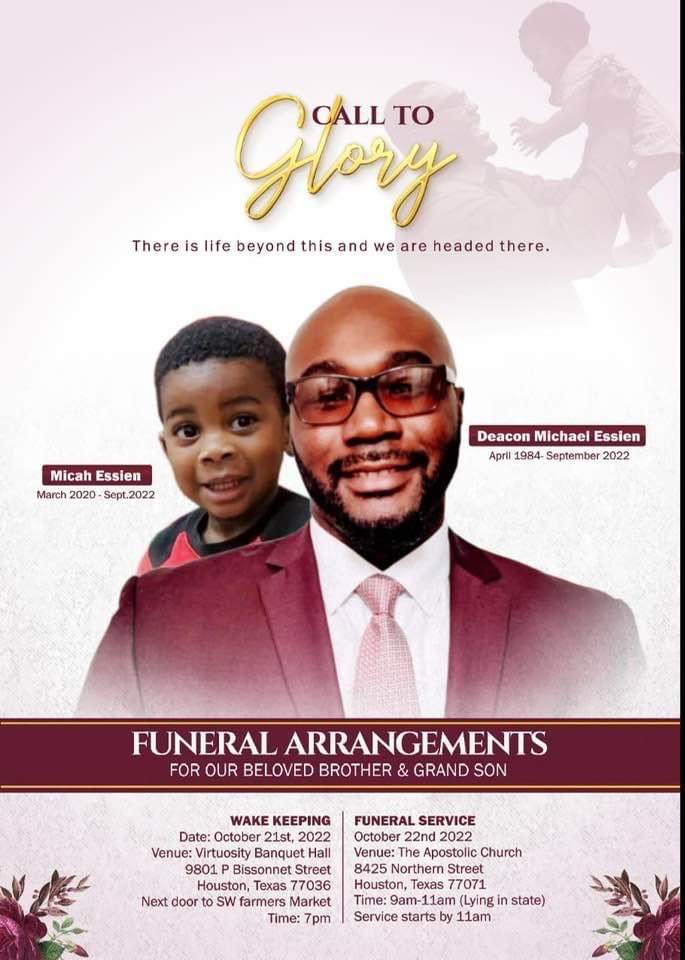 CALL TO
Glory
There is life beyond this and we are headed there.
Deacon Michael Essien
April 1984- September 2022
Micah Essien
March 2020 - Sept.2022
FUNERAL ARRANGEMENTS
FOR OUR BELOVED BROTHER & GRAND SON
WAKE KEEPING
Date: October 21st, 2022
Venue: Virtuosity Banquet Hall
9801 P Bissonnet Street
Houston, Texas 77036
Next door to SW farmers Market
Time: 7pm
FUNERAL SERVICE
October 22nd 2022
Venue: The Apostolic Church
8425 Northern Street
Houston, Texas 77071
Time: 9am-11am (Lying in state)
Service starts by 11am